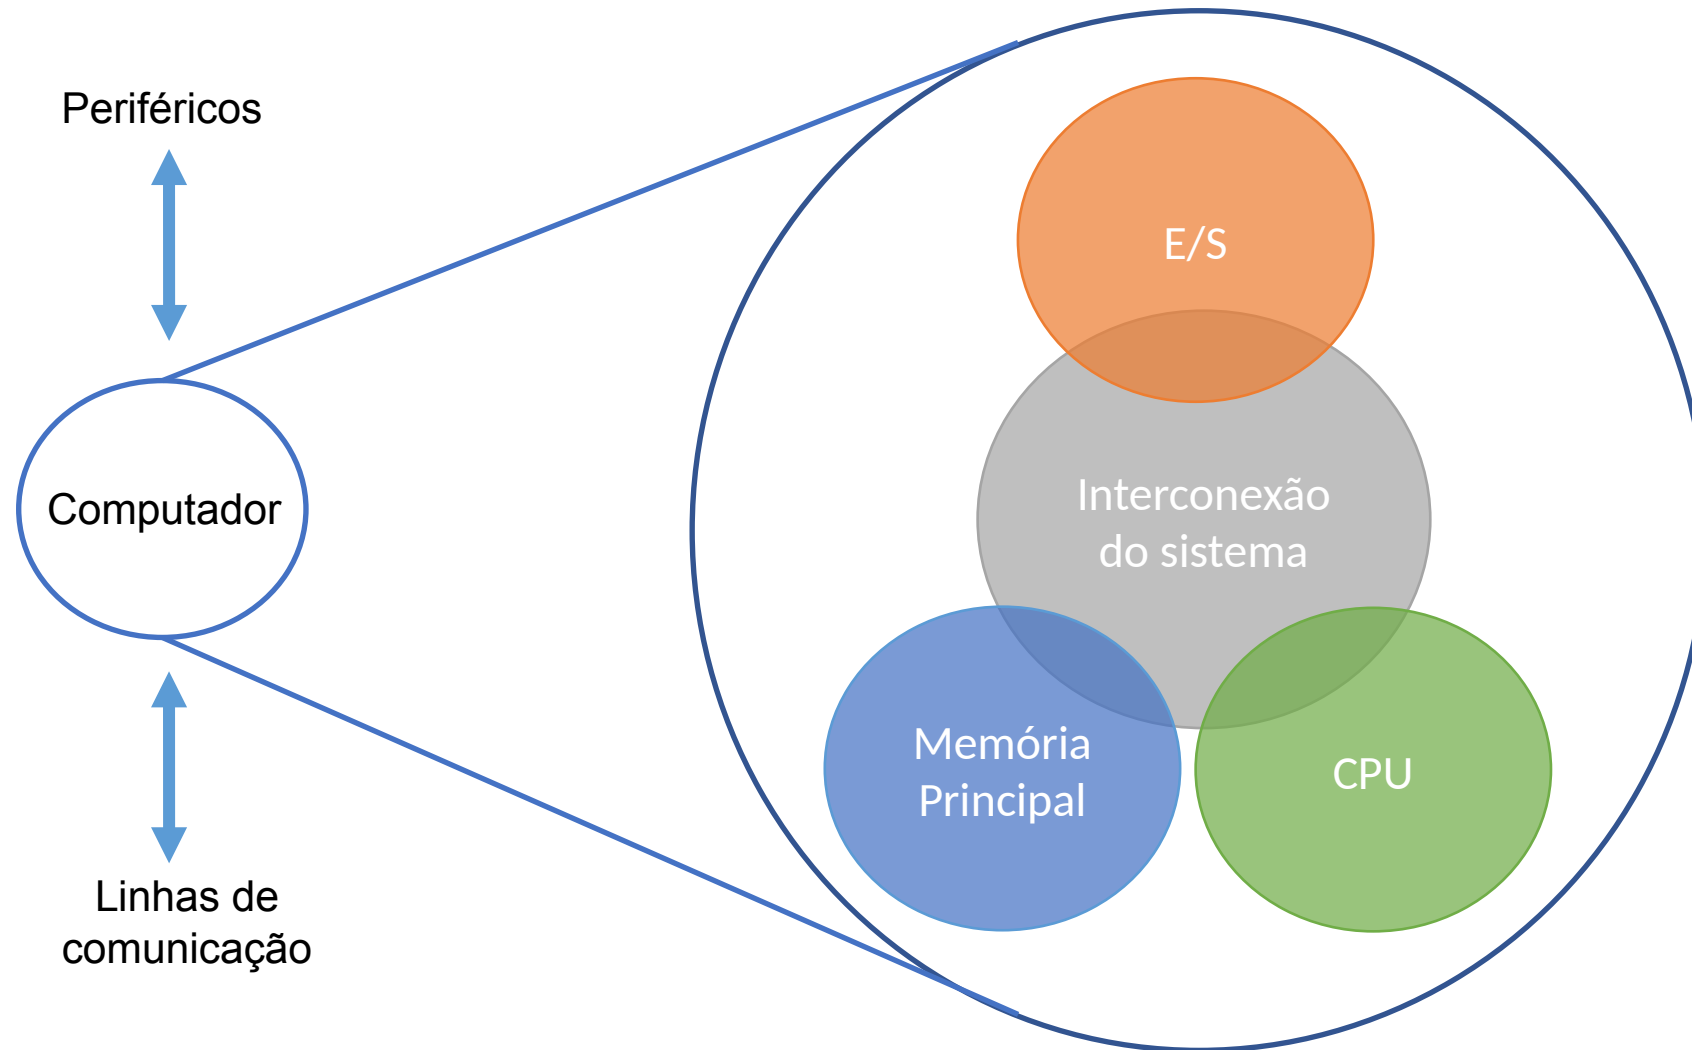 Periféricos
Computador
Linhas de
comunicação
E/S
Interconexão
do sistema
Memória
Principal
CPU